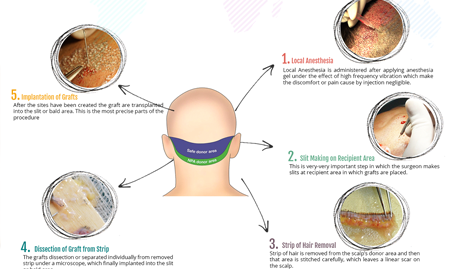 1. Local Anesthesia
Local Anesthesia is administered after applying anesthesia
gel under the effect of high frequency vibration which make
the discomfort or pain cause by injection negligible.
2. Slit Making on Recipient Area
This is very-very important step in which the surgeon makes
slits at recipient area in which grafts are placed.
3. Strip of Hair Removal
Strip of hair is removed from the scalp's donor area and then
that area is stitched carefully, which leaves a linear scar on
the scalp.
4. Dissection of Graft from Strip
The grafts dissection or separated individually from removed
strip under a microscope, which finally implanted into the slit
5. Implantation of Grafts
After the sites have been created the graft are transplanted
into the slit or bald area. This is the most precise parts of the
procedure
Safe donor area
donor area